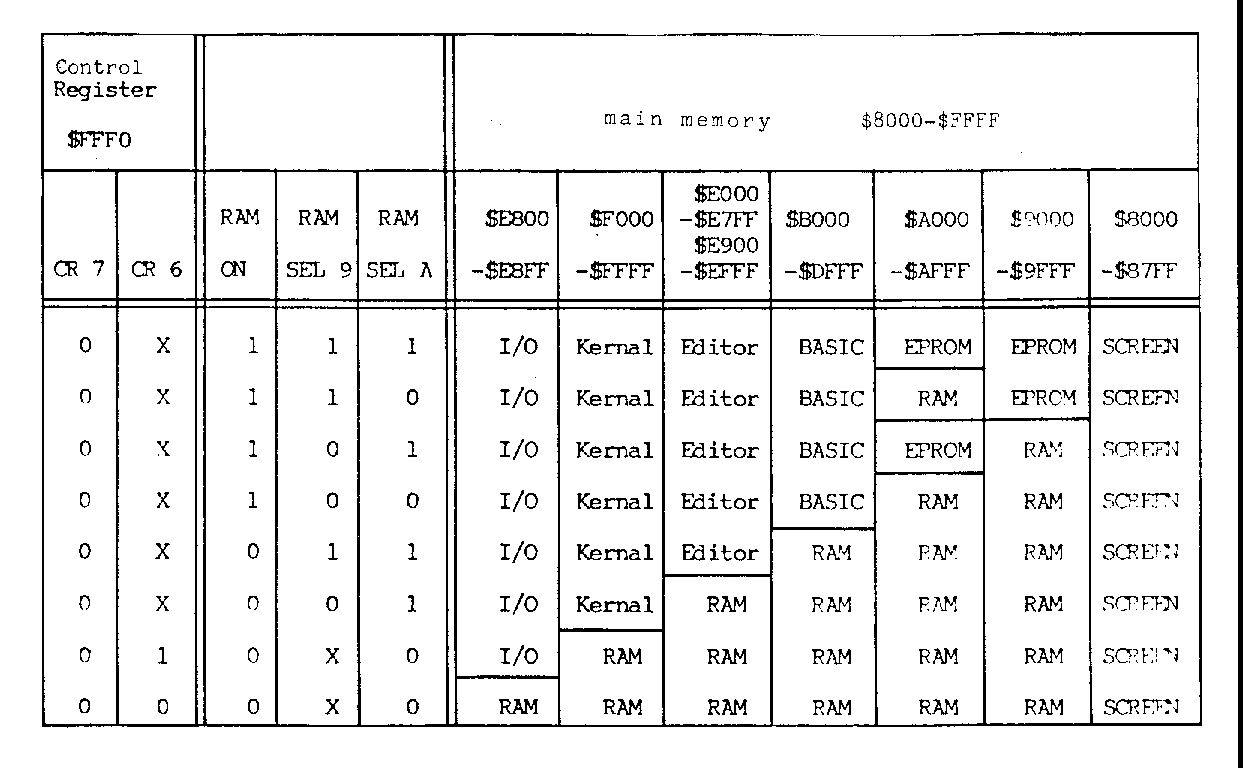 Control
Register
$FFF0
main memory $8000-$FFFF
$E000
RAM RAM RAM $E800 $F000 -$E7FF $B000 $A000 $9000 $8000
$E900
CR 7 CR 6 ON SEL 9 SEL A -$E8FF -$FFFF -$EFFF -$DFFF -$AFFF -$9FFF -$87FF
0 X 1 1 1 I/O Kernal Editor BASIC EPROM EPROM SCREEN
0 X 1 1 0 I/O Kernal Editor BASIC RAM EPROM SCREEN
0 X 1 0 1 I/O Kernal Editor BASIC EPROM RAM SCREEN
0 X 1 0 0 I/O Kernal Editor BASIC RAM RAM SCREEN
0 X 0 1 1 I/O Kernal Editor RAM RAM RAM SCREEN
0 X 0 0 1 I/O Kernal RAM RAM RAM RAM SCREEN
0 1 0 X 0 I/O RAM RAM RAM RAM RAM SCREEN
0 0 0 X 0 RAM RAM RAM RAM RAM RAM SCREEN